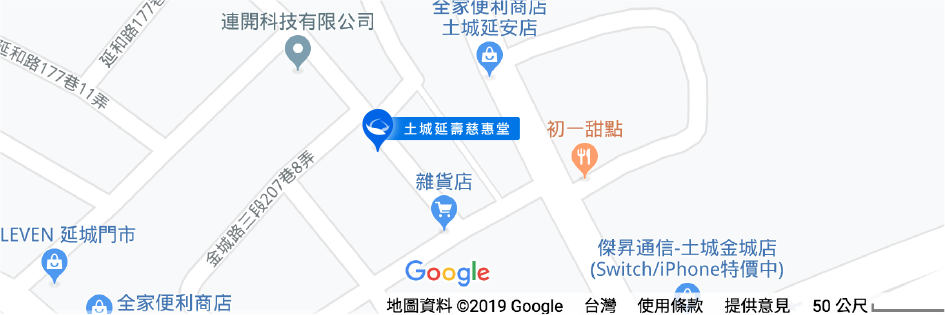 全家便利商店
土城延安店
連開科技有限公司
延和路177巷
延和路177巷11弄
土城延壽慈惠堂
初一甜點
雜貨店
金城路三段207巷8弄
LEVEN 延城門市
傑昇通信-土城金城店
(Switch/iPhone特價中)
Google
全家便利商店
地圖資料 ©2019 Google 台灣 使用條款 提供意見 50 公尺